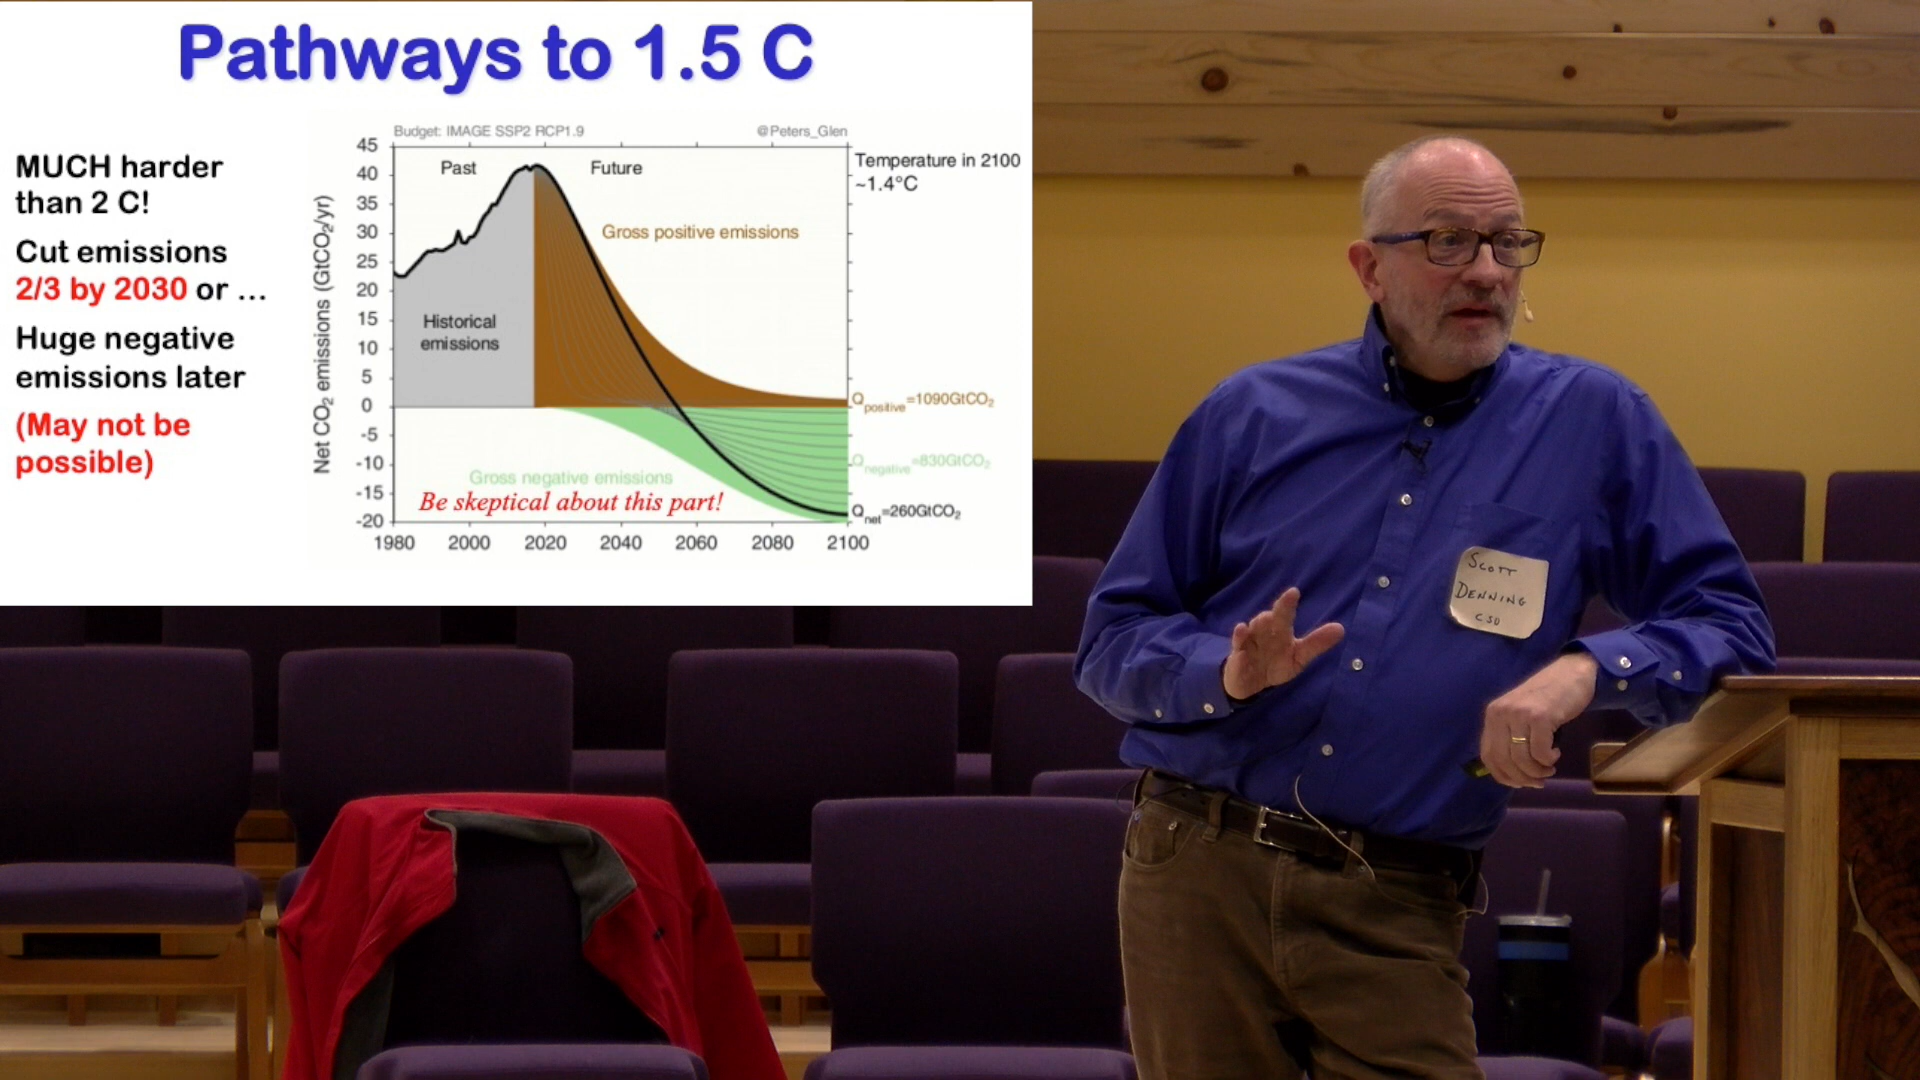 Pathways to 1.5 C
MUCH harder
than 2 C!
Cut emissions
2/3 by 2030 or ...
Huge negative
emissions later
(May not be
possible)
Budget: IMAGE SSP2 RCP1.9
@Peters_Glen
Net CO2 emissions (GtCO2/yr)
45
40
35
30
25
20
15
10
5
0
-5
-10
-15
-20
Past
Future
Historical
emissions
Gross positive emissions
Gross negative emissions
Be skeptical about this part!
Temperature in 2100
~1.4°C
Qpositive=1090GtCO2
Qnegative=830GtCO2
Qnet=260GtCO2
1980 2000 2020 2040 2060 2080 2100
SCOTT
DENNING
CSU